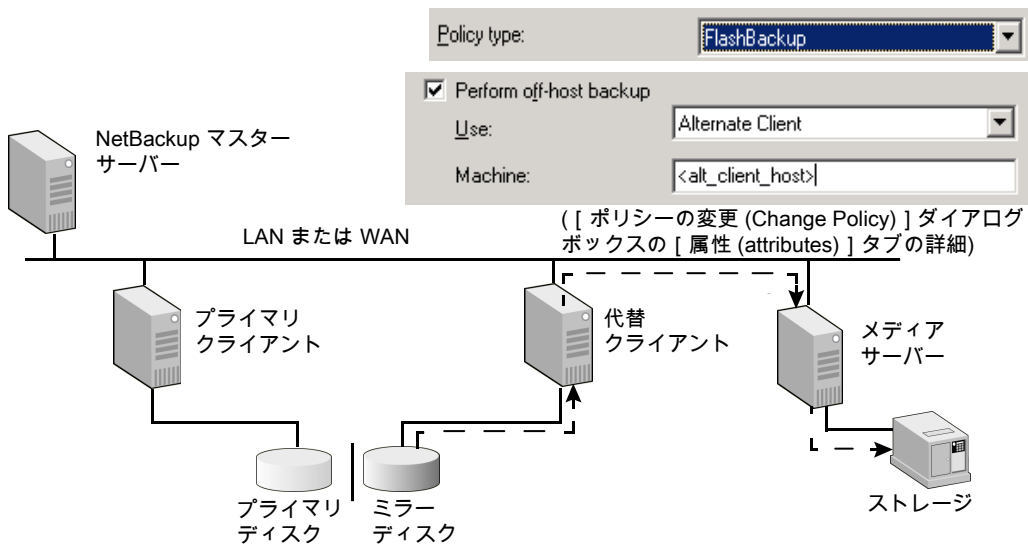 Policy type:
FlashBackup
Perform off-host backup
Use:
Alternate Client
Machine:
<alt_client_host>
([ ポリシーの変更 (Change Policy) ] ダイアログ
ボックスの [ 属性 (attributes) ] タブの詳細)
NetBackup マスター
サーバー
LAN または WAN
プライマリ
クライアント
代替
クライアント
メディア
サーバー
プライマリ
ディスク
ミラー
ディスク
ストレージ